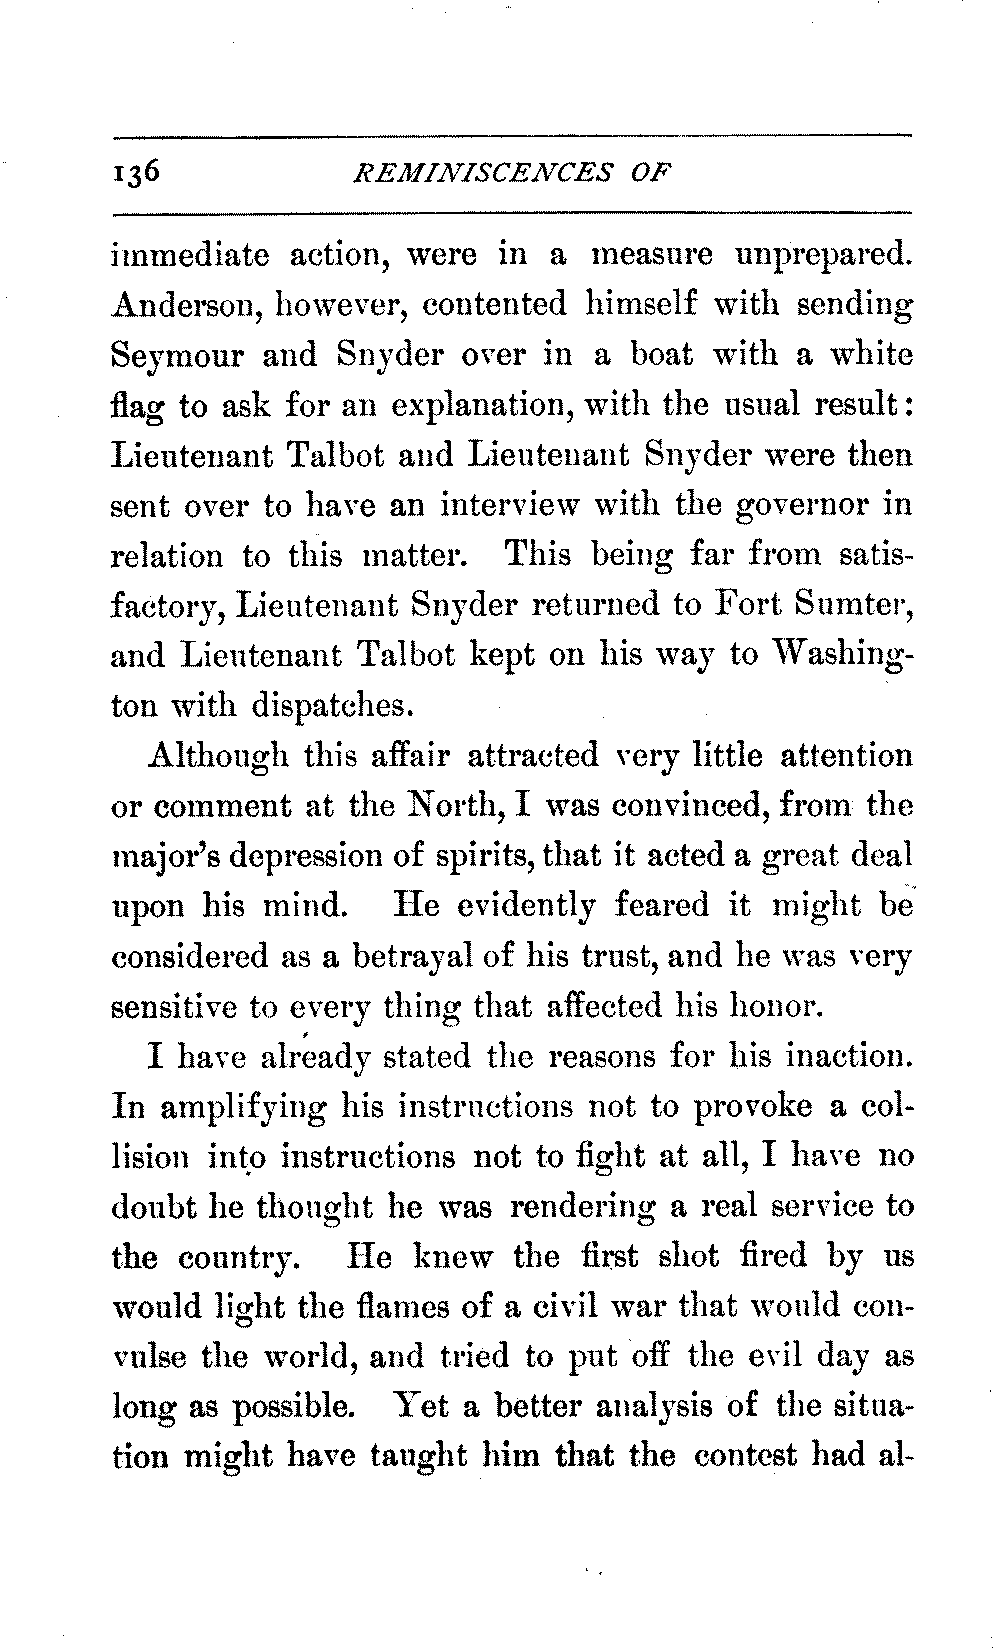 136 REMINISCENCES OF
immediate action, were in a measure unprepared.
Anderson, however, contented himself with sending
Seymour and Snyder over in a boat with a white
flag to ask for an explanation, with the usual result:
Lieutenant Talbot and Lieutenant Snyder were then
sent over to have an interview with the governor in
relation to this matter. This being far from satis-
factory, Lieutenant Snyder returned to Fort Sumter,
and Lieutenant Talbot kept on his way to Washing-
ton with dispatches.
Although this affair attracted very little attention
or comment at the North, I was convinced, from the
major's depression of spirits, that it acted a great deal
upon his mind. He evidently feared it might be
considered as a betrayal of his trust, and he was very
sensitive to every thing that affected his honor.
I have already stated the reasons for his inaction.
In amplifying his instructions not to provoke a col-
lision into instructions not to fight at all, I have no
doubt he thought he was rendering a real service to
the country. He knew the first shot fired by us
would light the flames of a civil war that would con-
vulse the world, and tried to put off the evil day as
long as possible. Yet a better analysis of the situa-
tion might have taught him that the contest had al-